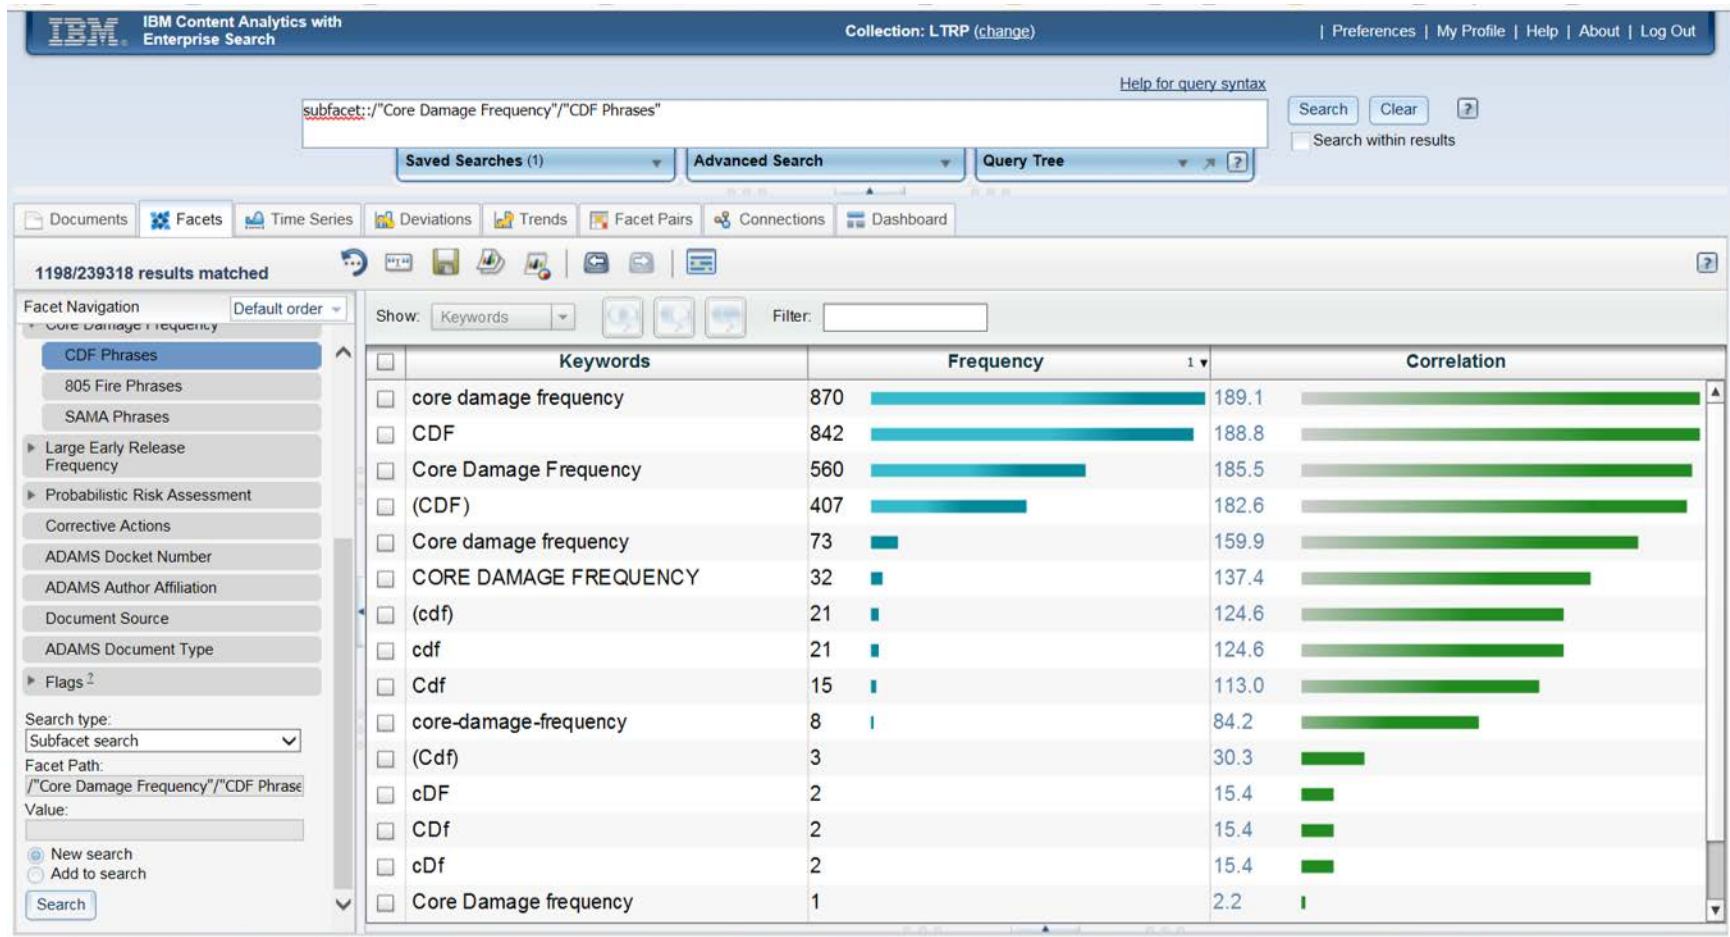 IBM.
IBM Content Analytics with
Enterprise Search
Collection: LTRP (change)
| Preferences | My Profile | Help | About | Log Out
Help for query syntax
subfacet::/"Core Damage Frequency"/"CDF Phrases"
Search Clear ?
Search within results
Saved Searches (1) Advanced Search Query Tree ?
Documents Facets Time Series Deviations Trends Facet Pairs Connections Dashboard
1198/239318 results matched ?
Facet Navigation Default order
Show: Keywords Filter:
Core Damage Frequency
CDF Phrases
805 Fire Phrases
SAMA Phrases
Large Early Release
Frequency
Probabilistic Risk Assessment
Corrective Actions
ADAMS Docket Number
ADAMS Author Affiliation
Document Source
ADAMS Document Type
Flags ?
Search type:
Subfacet search
Facet Path:
/"Core Damage Frequency"/"CDF Phrase
Value:
New search
Add to search
Search
Keywords Frequency 1 Correlation
core damage frequency 870 189.1
CDF 842 188.8
Core Damage Frequency 560 185.5
(CDF) 407 182.6
Core damage frequency 73 159.9
CORE DAMAGE FREQUENCY 32 137.4
(cdf) 21 124.6
cdf 21 124.6
Cdf 15 113.0
core-damage-frequency 8 84.2
(Cdf) 3 30.3
cDF 2 15.4
CDf 2 15.4
cDf 2 15.4
Core Damage frequency 1 2.2